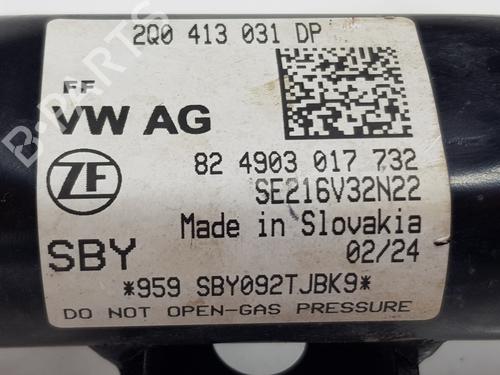 2Q0 413 031 DP
FF
VW AG
82 4903 017 732
ZF
SE216V32N22
Made in Slovakia
SBY
02/24
*959 SBY092TJBK9*
DO NOT OPEN-GAS PRESSURE
B-PARTS